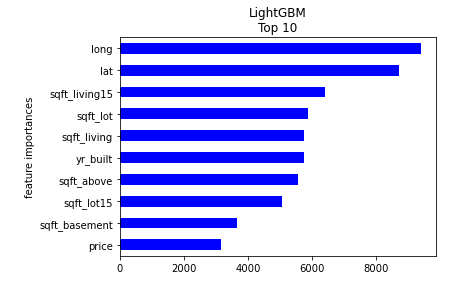 LightGBM
Top 10
feature importances
long
lat
sqft_living15
sqft_lot
sqft_living
yr_built
sqft_above
sqft_lot15
sqft_basement
price
0 2000 4000 6000 8000